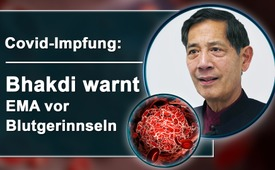 Covid-Impfung:
Bhakdi warnt
EMA vor
Blutgerinnseln